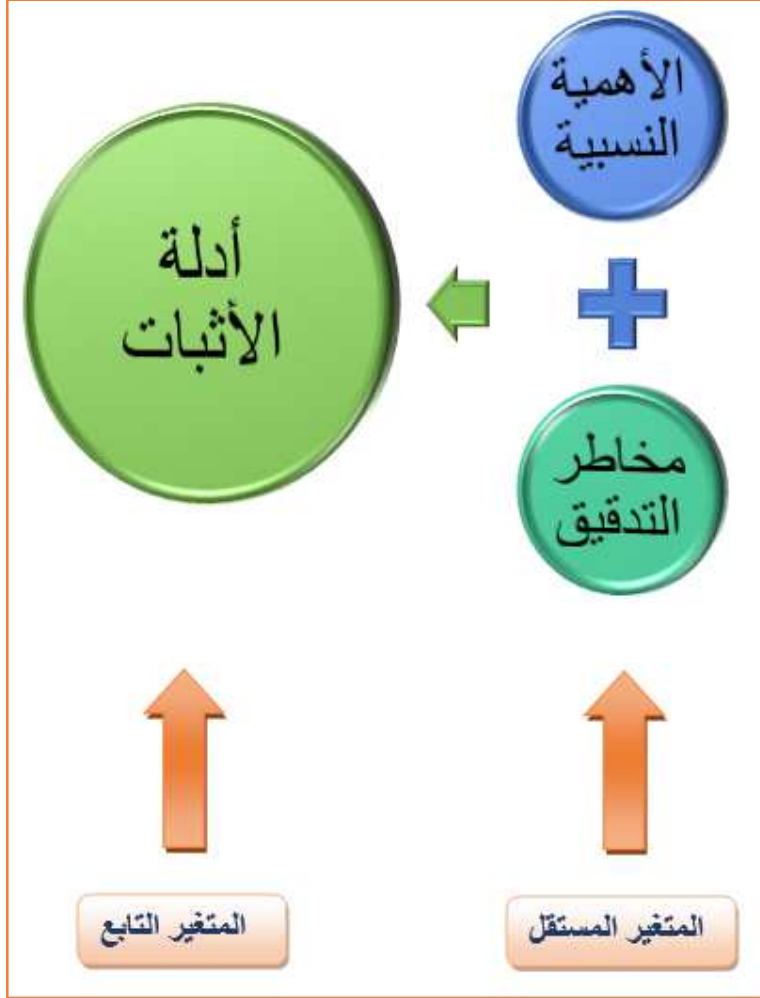 الأهمية
النسبية
أدلة
الأثبات
مخاطر
التدقيق
المتغير المستقل
المتغير التابع